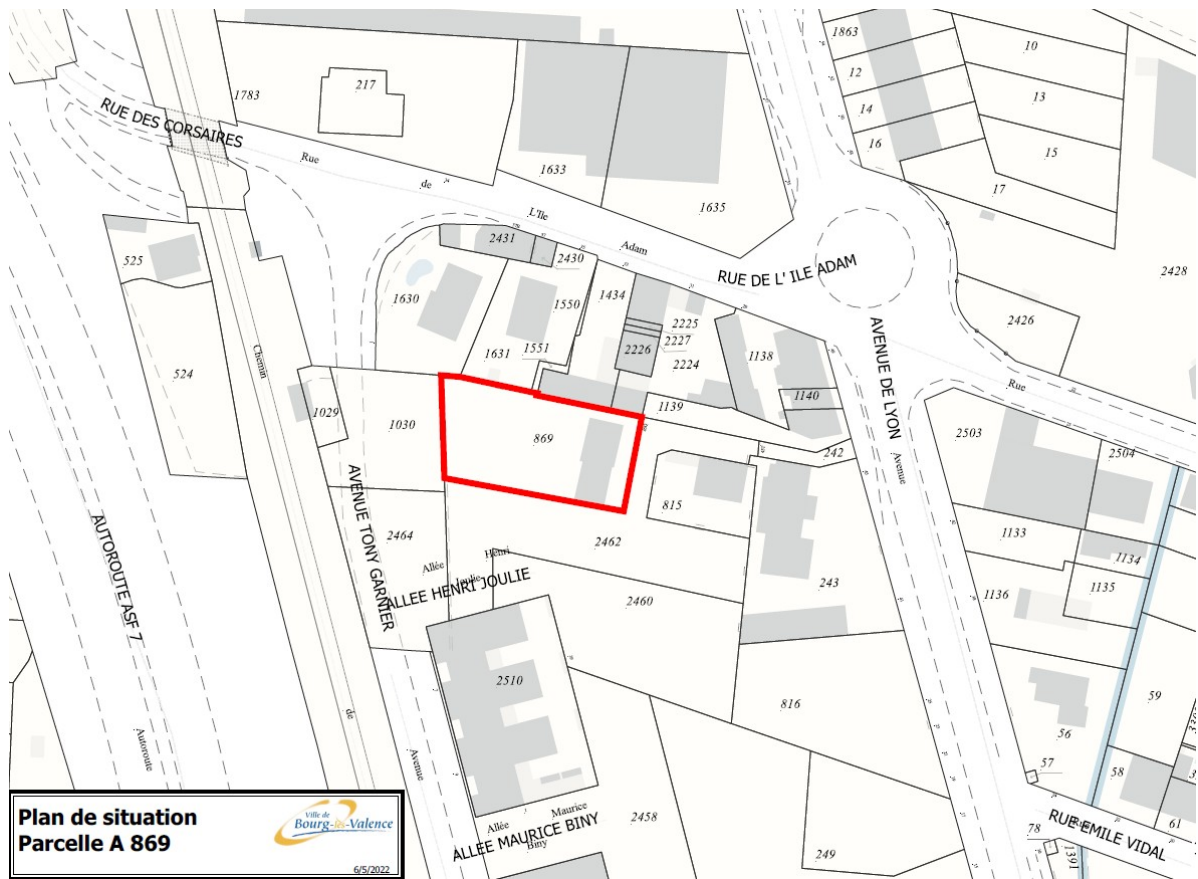 1863
10
12
217
1783
13
14
RUE DES CORSAIRES
16
15
Rue
1633
de
17
1635
L'Ile
2431
Adam
525
2430
RUE DE L' ILE ADAM
2428
1630
1550
1434
2225
2426
AVENUE DE LYON
2227
1631
1551
2226
1138
Chemin
2224
524
Rue
1140
1139
1029
1030
869
2503
242
2504
Avenue
AVENUE TONY GARNIER
815
AUTOROUTE ASF 7
2464
2462
1133
Henri
1134
Allée
Joulie
ALLEE HENRI JOULIE
243
1135
2460
1136
2510
59
816
de
56
Autoroute
57
Avenue
58
Plan de situation
Parcelle A 869
Ville de
Bourg-lès-Valence
6/5/2022
Maurice
Allée
ALLEE MAURICE BINY
Biny
2458
RUE EMILE VIDAL
61
78
249
1391